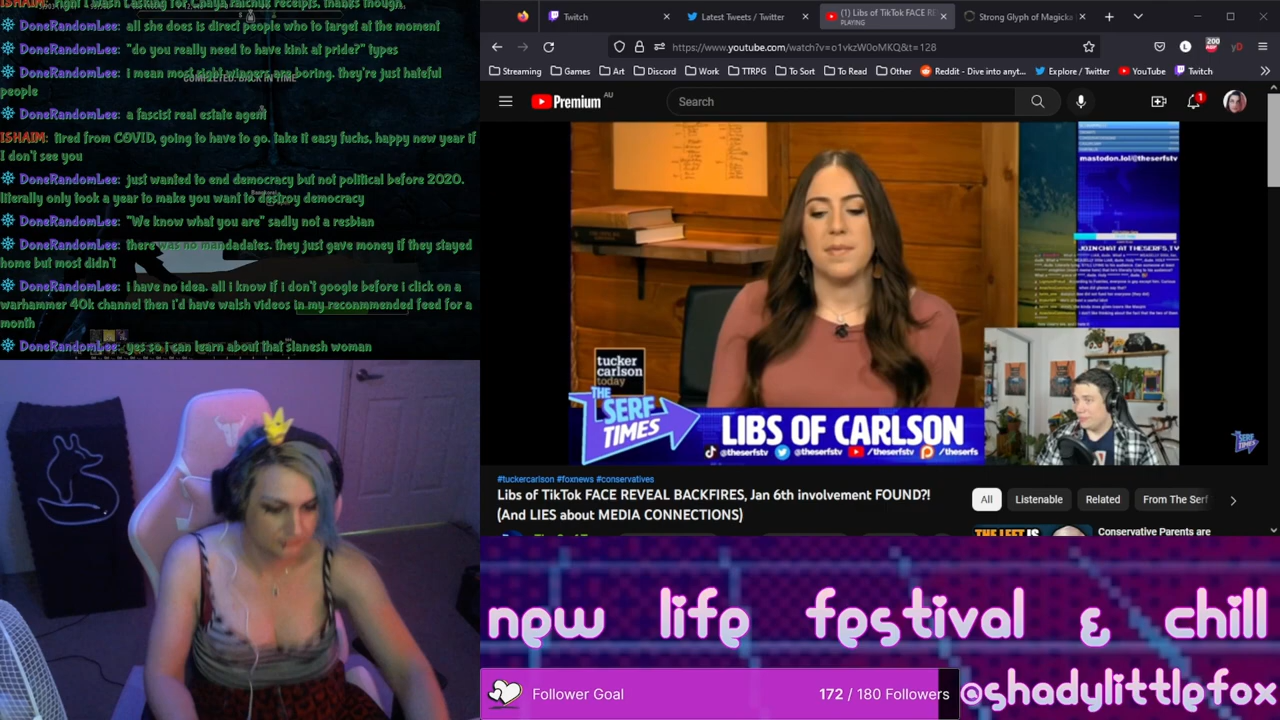 DoneRandomLee: all she does is direct people who to target at the moment
DoneRandomLee: "do you really need to have kink at pride?" types
DoneRandomLee: i mean most right wingers are boring. they're just hateful
people
DoneRandomLee: a fascist real estate agent
ISHAIM: tired from COVID, going to have to go. take it easy fuchs, happy new year if
I don't see you
DoneRandomLee: just wanted to end democracy but not political before 2020.
literally only took a year to make you want to destroy democracy
DoneRandomLee: "We know what you are" sadly not a resbian
DoneRandomLee: there was no mandadates. they just gave money if they stayed
home but most didn't
DoneRandomLee: i have no idea. all i know if i don't google it but click on a
warhammer 40k channel then i'd have walsh videos in my recommended for a
month
DoneRandomLee: yes so i can learn about that slanesh woman
Twitch
Latest Tweets / Twitter
(1) Libs of TikTok FACE RE
PLAYING
Strong Glyph of Magicka
https://www.youtube.com/watch?v=o1vkzW0oMKQ&t=128
200
Streaming
Games
Art
Discord
Work
TTRPG
To Sort
To Read
Other
Reddit - Dive into anyt...
Explore / Twitter
YouTube
Twitch
Premium AU
Search
1
mastodon.lol/@theserfstv
JOIN CHAT AT THESERFS.TV
tucker
carlson
today
THE
SERF
TIMES
LIBS OF CARLSON
@theserfstv
@theserfstv
/theserfstv
/theserfs
THE
SERF
TIMES
#tuckercarlson #foxnews #conservatives
Libs of TikTok FACE REVEAL BACKFIRES, Jan 6th involvement FOUND?!
(And LIES about MEDIA CONNECTIONS)
All
Listenable
Related
From The Serf
THE LEFT IS
Conservative Parents are
new life festival & chill
Follower Goal
172 / 180 Followers
@shadylittlefox